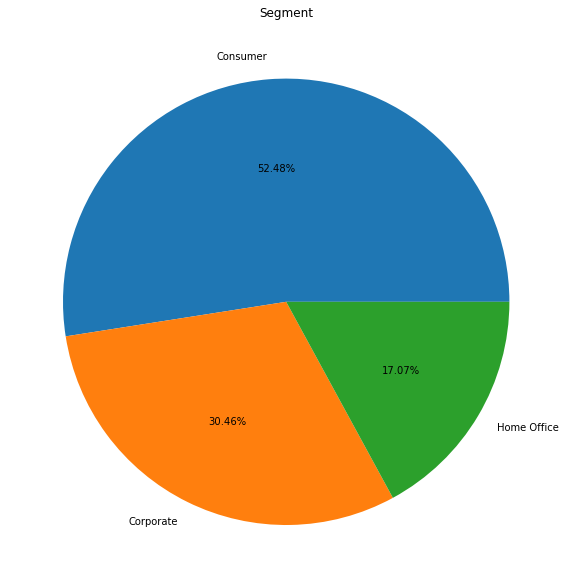 Segment
Consumer
52.48%
17.07%
30.46%
Home Office
Corporate